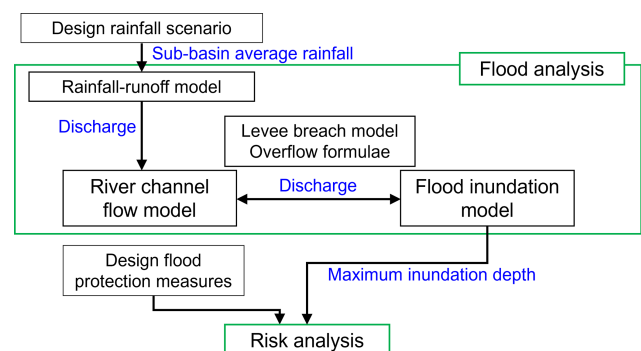 Design rainfall scenario
Sub-basin average rainfall
Flood analysis
Rainfall-runoff model
Discharge
Levee breach model
Overflow formulae
River channel
flow model
Discharge
Flood inundation
model
Design flood
protection measures
Maximum inundation depth
Risk analysis